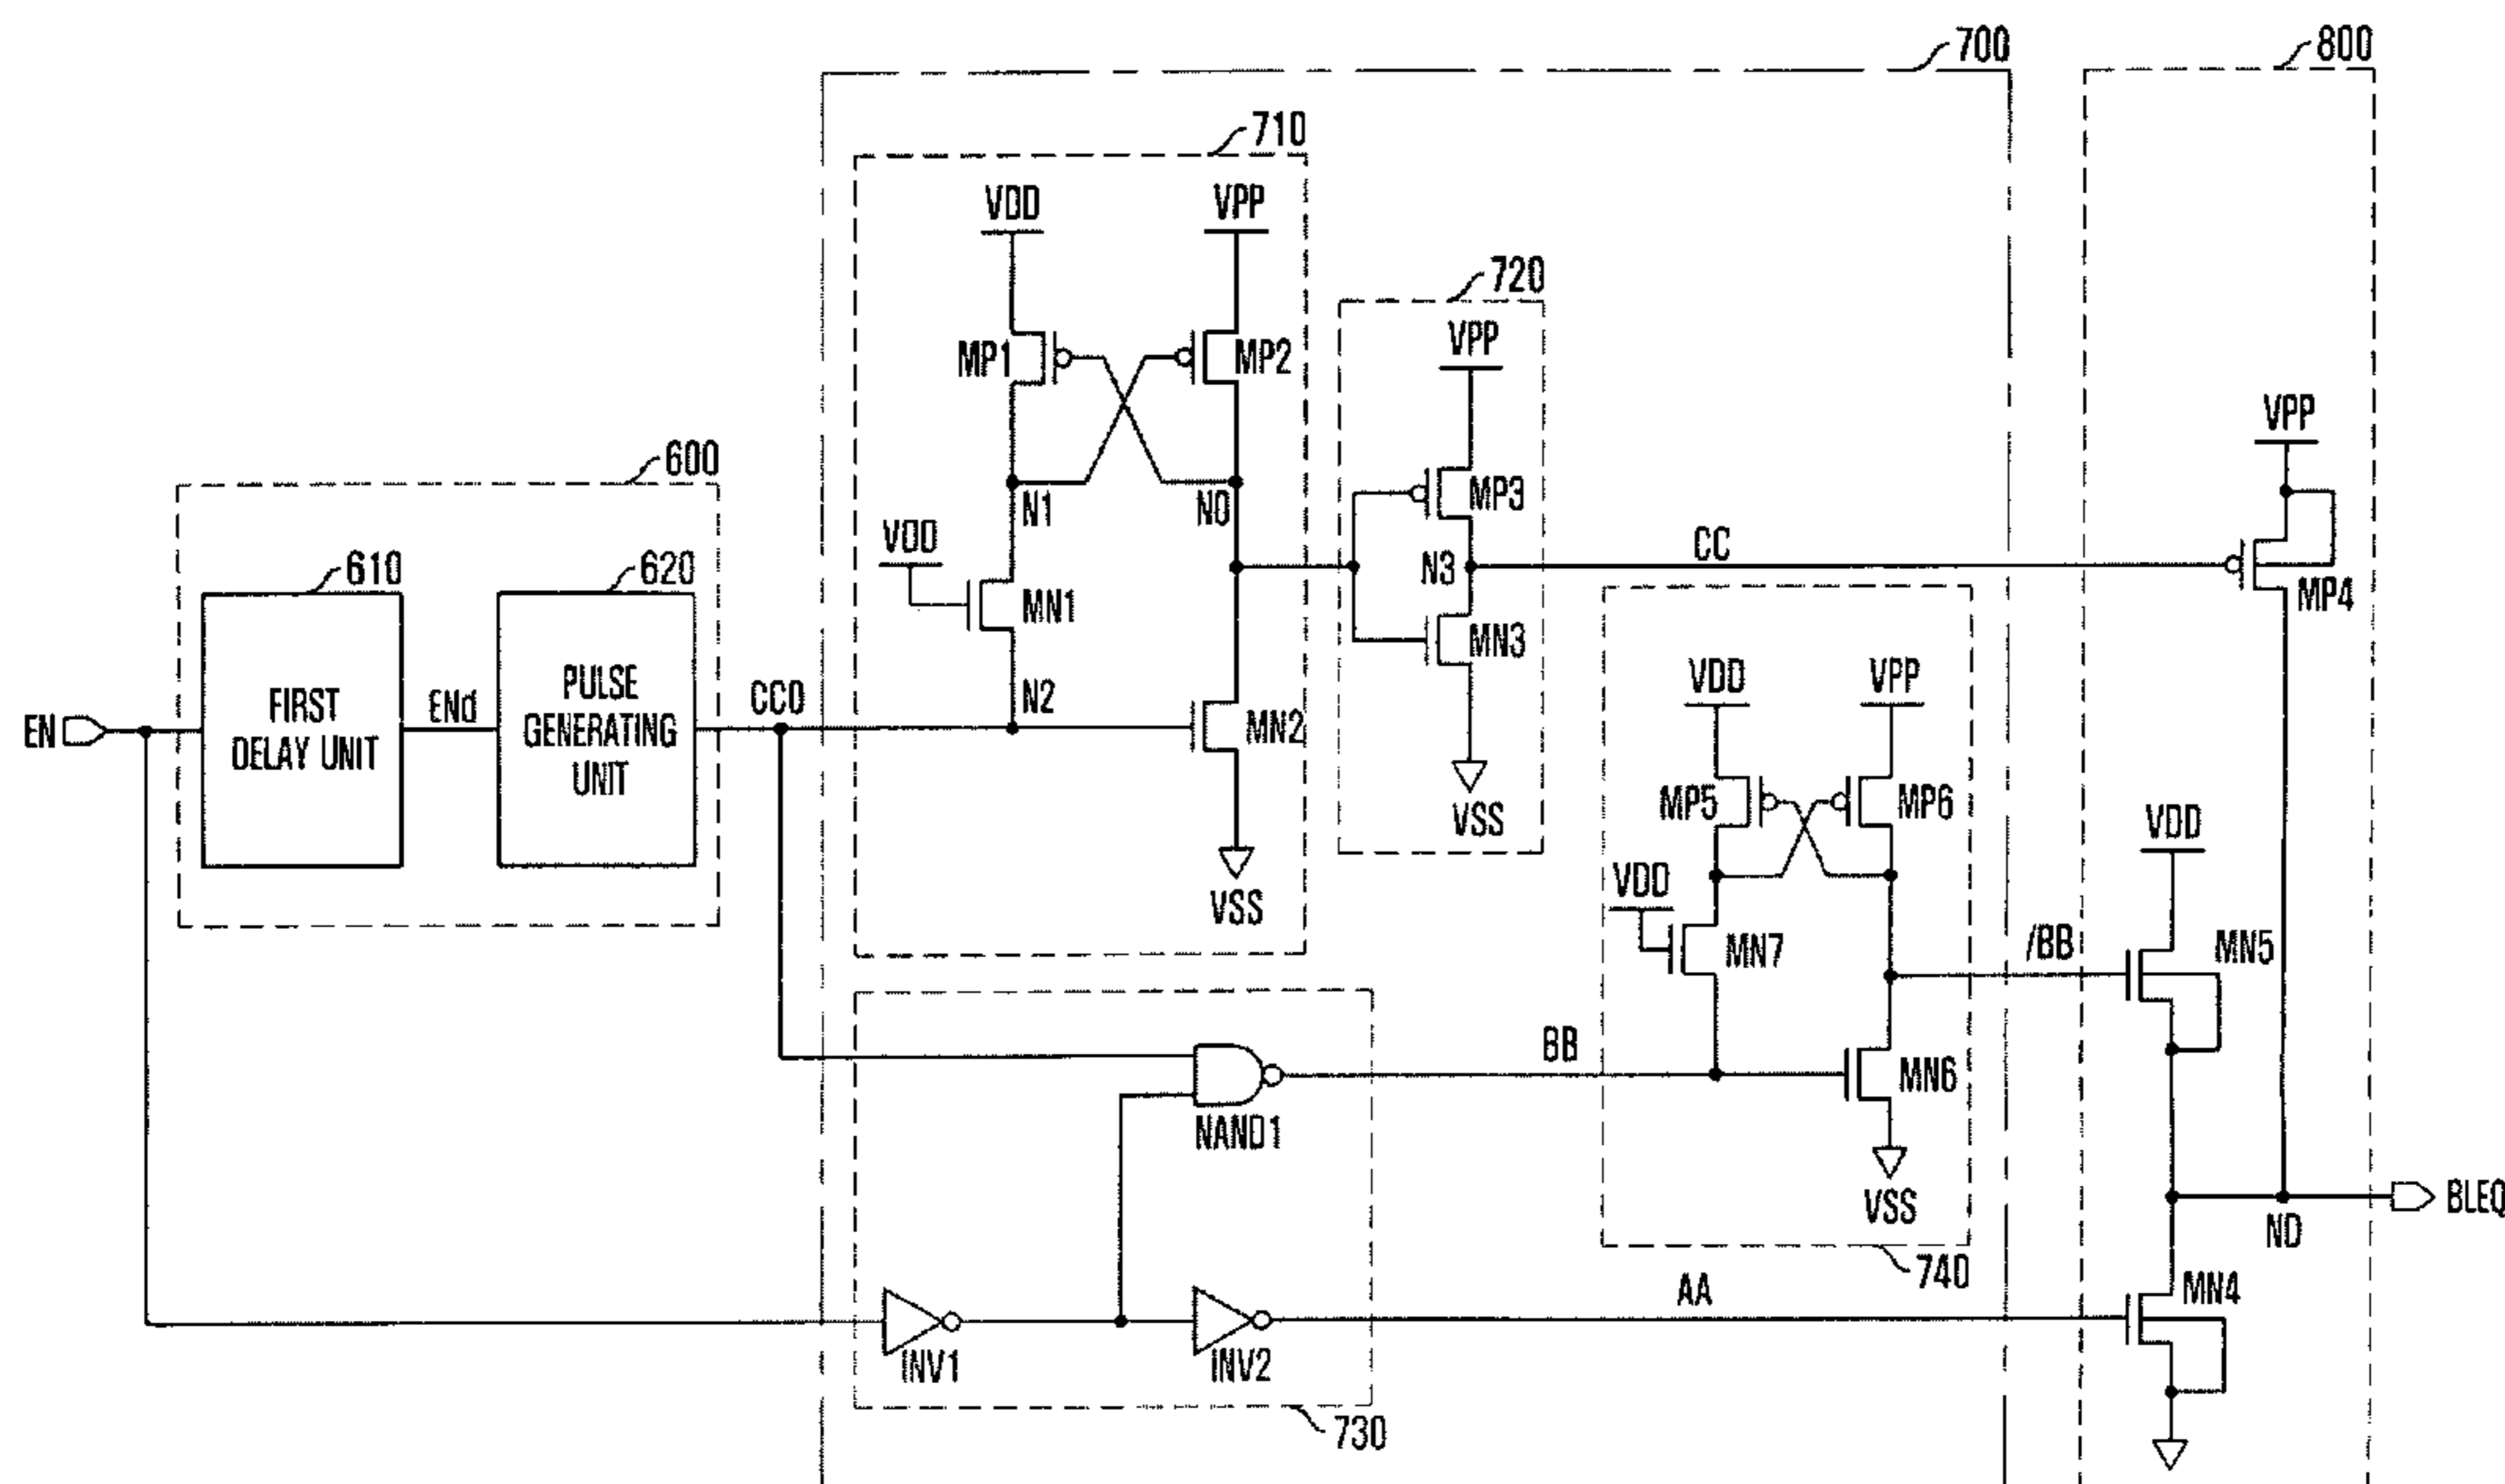 700
800
710
VDD
VPP
720
VPP
MP1
MP2
VPP
600
N1
N0
MP3
VDD
CC
610
620
N3
MP4
MN1
MN3
VDD
VPP
FIRST
DELAY UNIT
ENd
PULSE
GENERATING
UNIT
CC0
N2
EN
MN2
MP5
MP6
VSS
VDD
VDD
VSS
MN7
/BB
MN5
BB
MN6
NAND1
VSS
BLEQ
ND
740
AA
MN4
INV1
INV2
730